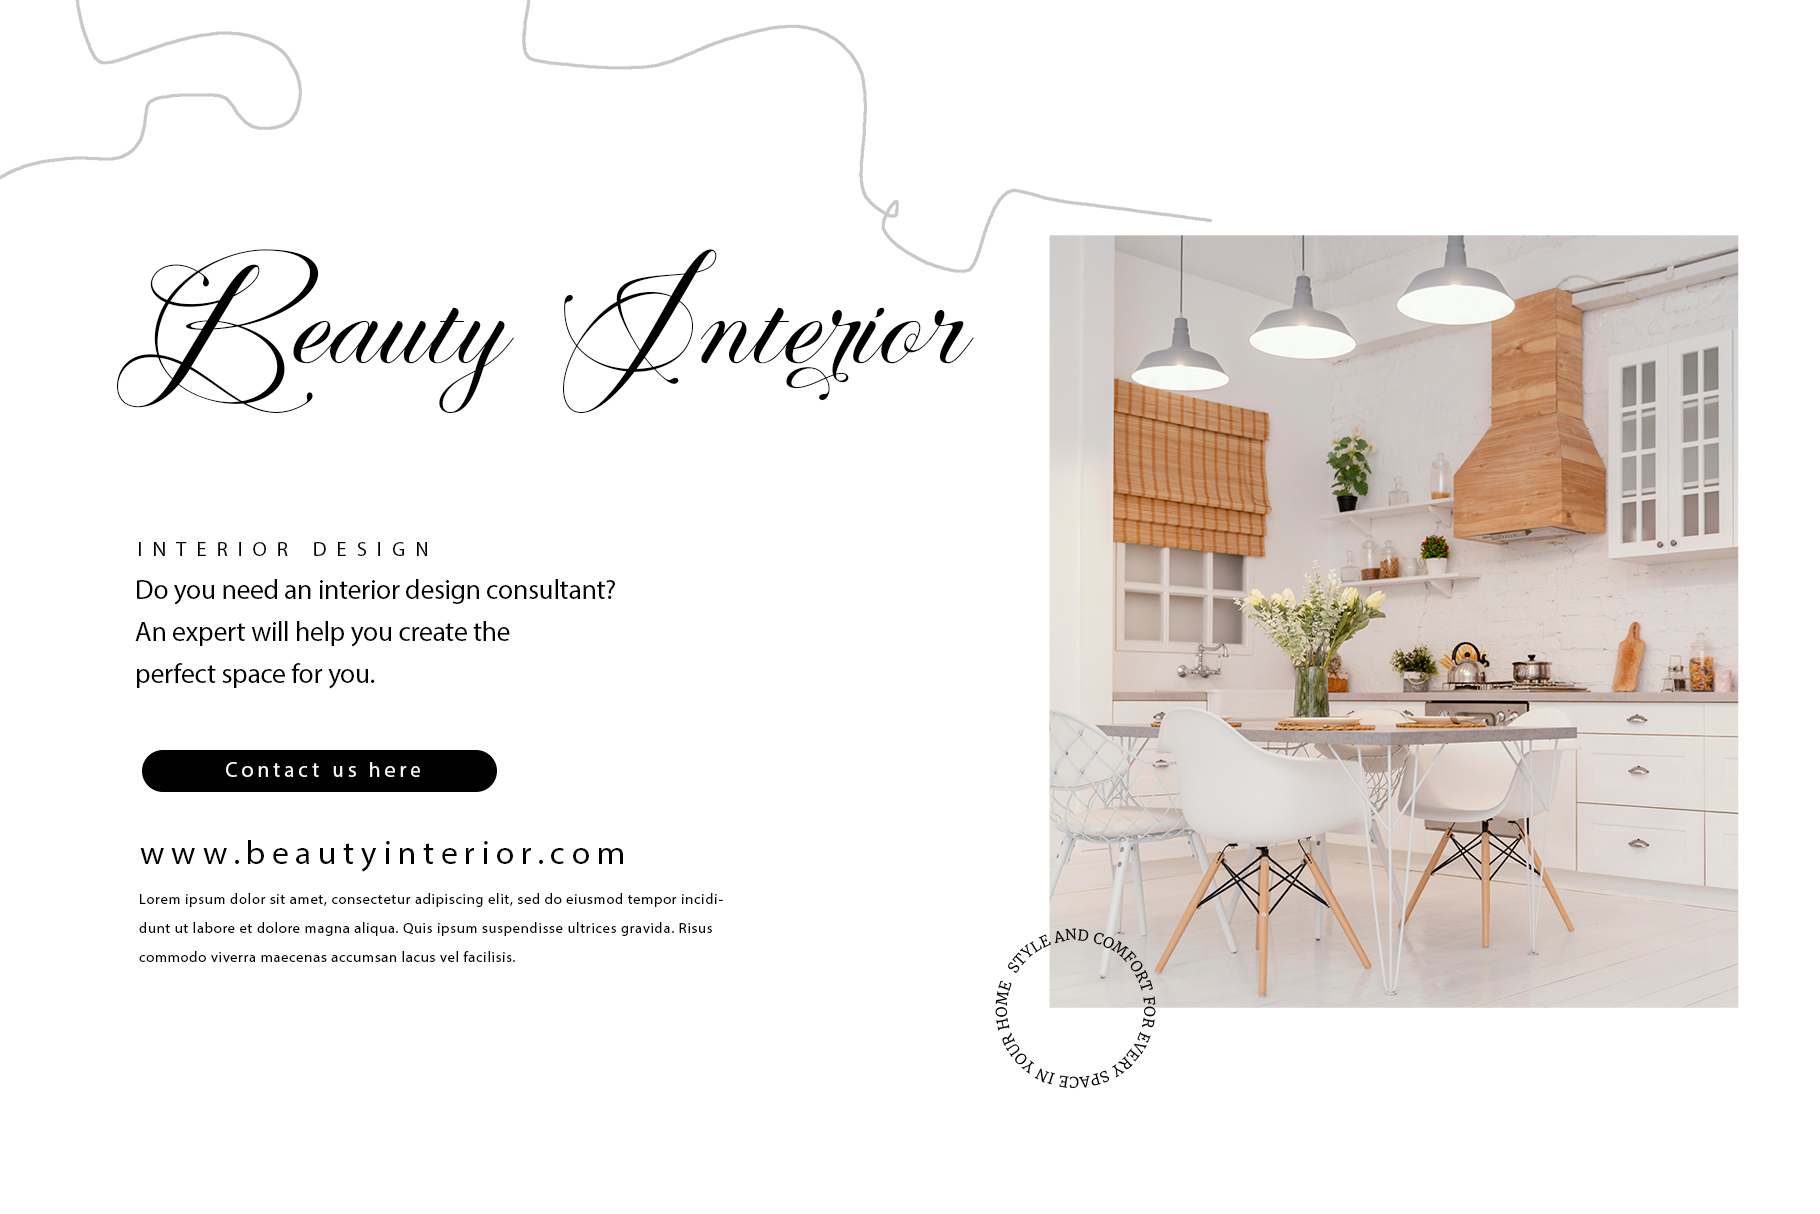 Beauty Interior
INTERIOR DESIGN
Do you need an interior design consultant?
An expert will help you create the
perfect space for you.
Contact us here
www.beautyinterior.com
Lorem ipsum dolor sit amet, consectetur adipiscing elit, sed do eiusmod tempor incidi-
dunt ut labore et dolore magna aliqua. Quis ipsum suspendisse ultrices gravida. Risus
commodo viverra maecenas accumsan lacus vel facilisis.
STYLE AND COMFORT FOR EVERY SPACE IN YOUR HOME